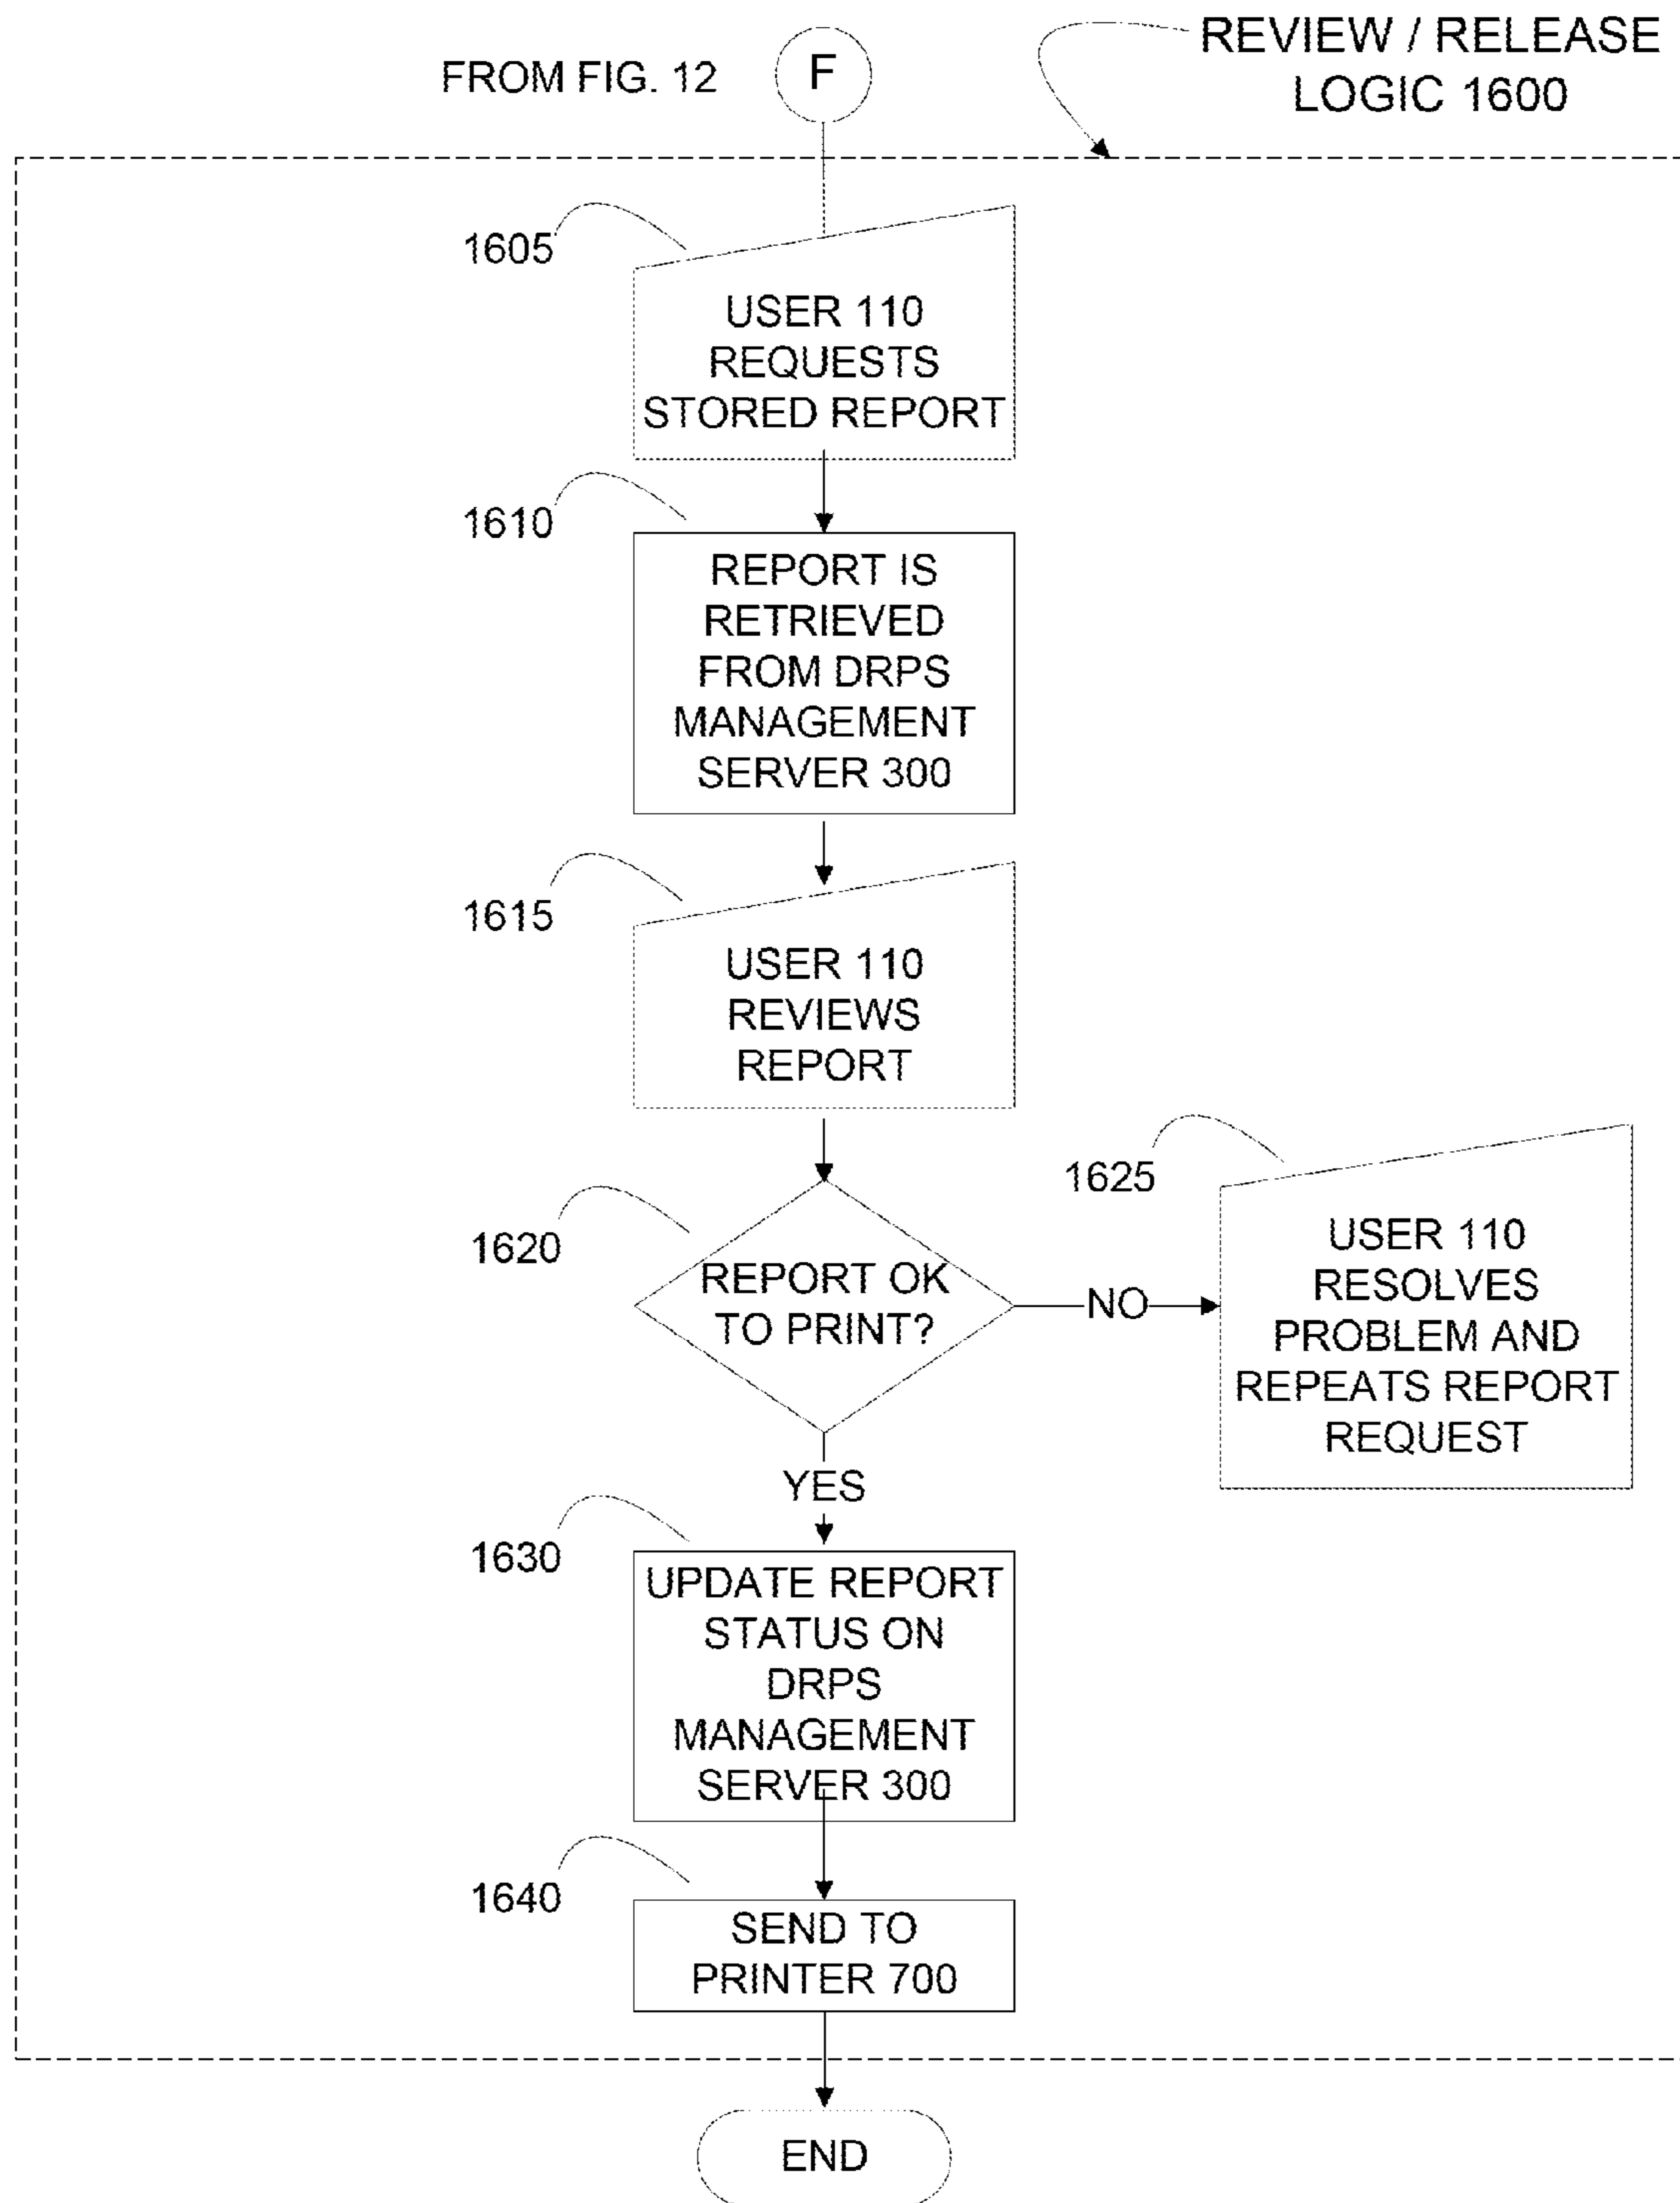 FROM FIG. 12
F
REVIEW / RELEASE
LOGIC 1600
1605
USER 110
REQUESTS
STORED REPORT
1610
REPORT IS
RETRIEVED
FROM DRPS
MANAGEMENT
SERVER 300
1615
USER 110
REVIEWS
REPORT
1620
REPORT OK
TO PRINT?
NO
1625
USER 110
RESOLVES
PROBLEM AND
REPEATS REPORT
REQUEST
YES
1630
UPDATE REPORT
STATUS ON
DRPS
MANAGEMENT
SERVER 300
1640
SEND TO
PRINTER 700
END